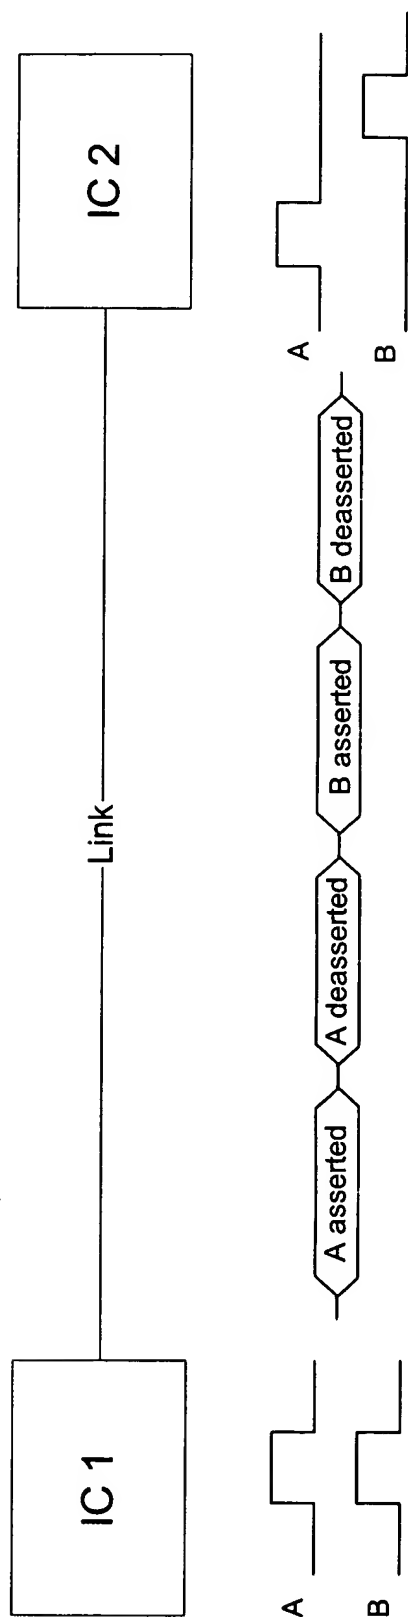 IC 1
Link
IC 2
A
B
A asserted
A deasserted
B asserted
B deasserted
A
B